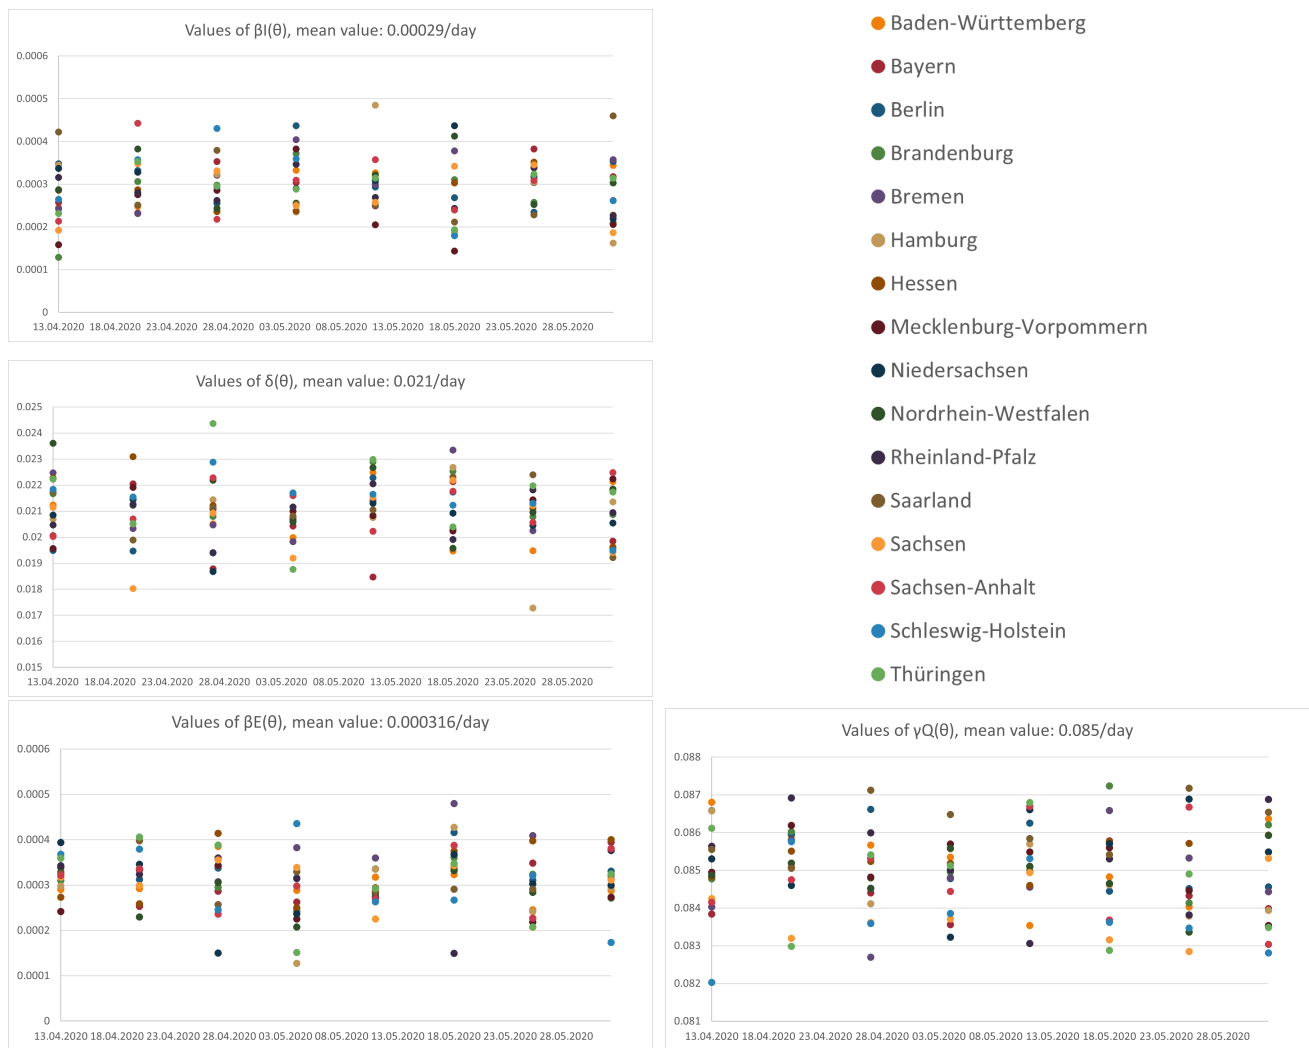 Values of βI(θ), mean value: 0.00029/day
0.0006
0.0005
0.0004
0.0003
0.0002
0.0001
0
13.04.2020 18.04.2020 23.04.2020 28.04.2020 03.05.2020 08.05.2020 13.05.2020 18.05.2020 23.05.2020 28.05.2020
Baden-Württemberg
Bayern
Berlin
Brandenburg
Bremen
Hamburg
Hessen
Mecklenburg-Vorpommern
Niedersachsen
Nordrhein-Westfalen
Rheinland-Pfalz
Saarland
Sachsen
Sachsen-Anhalt
Schleswig-Holstein
Thüringen
Values of δ(θ), mean value: 0.021/day
0.025
0.024
0.023
0.022
0.021
0.02
0.019
0.018
0.017
0.016
0.015
13.04.2020 18.04.2020 23.04.2020 28.04.2020 03.05.2020 08.05.2020 13.05.2020 18.05.2020 23.05.2020 28.05.2020
Values of βE(θ), mean value: 0.000316/day
0.0006
0.0005
0.0004
0.0003
0.0002
0.0001
0
13.04.2020 18.04.2020 23.04.2020 28.04.2020 03.05.2020 08.05.2020 13.05.2020 18.05.2020 23.05.2020 28.05.2020
Values of γQ(θ), mean value: 0.085/day
0.088
0.087
0.086
0.085
0.084
0.083
0.082
0.081
13.04.2020 18.04.2020 23.04.2020 28.04.2020 03.05.2020 08.05.2020 13.05.2020 18.05.2020 23.05.2020 28.05.2020